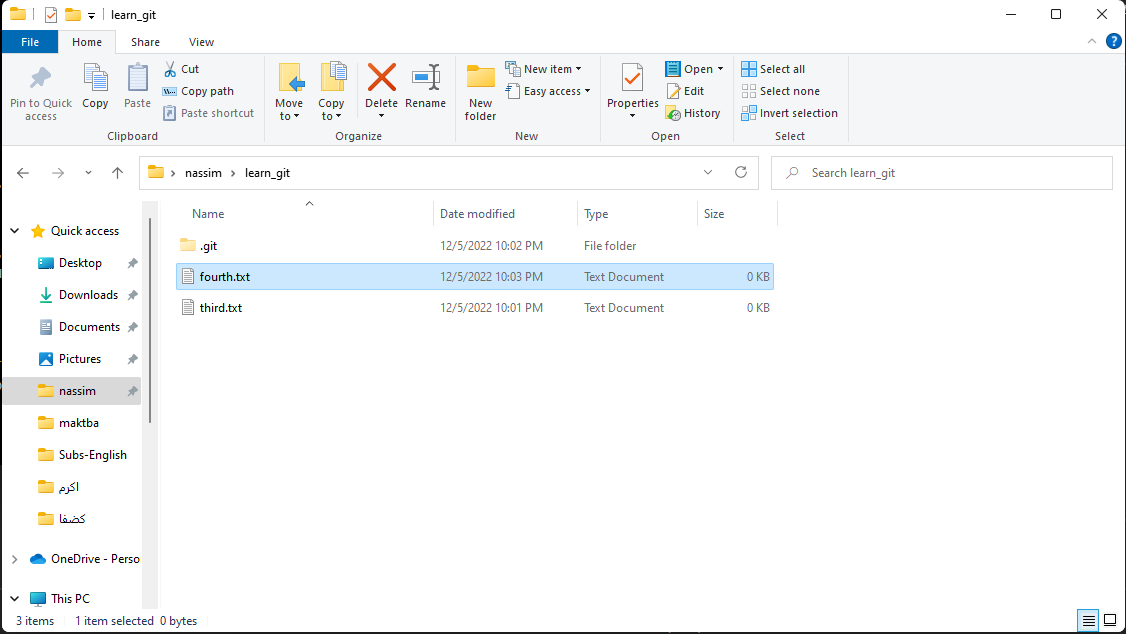 learn_git
File Home Share View
Pin to Quick access
Copy
Paste
Cut
Copy path
Paste shortcut
Clipboard
Move to
Copy to
Delete
Rename
Organize
New folder
New item
Easy access
New
Properties
Open
Edit
History
Open
Select all
Select none
Invert selection
Select
nassim learn_git
Search learn_git
Name Date modified Type Size
.git 12/5/2022 10:02 PM File folder
fourth.txt 12/5/2022 10:03 PM Text Document 0 KB
third.txt 12/5/2022 10:01 PM Text Document 0 KB
Quick access
Desktop
Downloads
Documents
Pictures
nassim
maktba
Subs-English
اكرم
كضفا
OneDrive - Perso
This PC
3 items 1 item selected 0 bytes